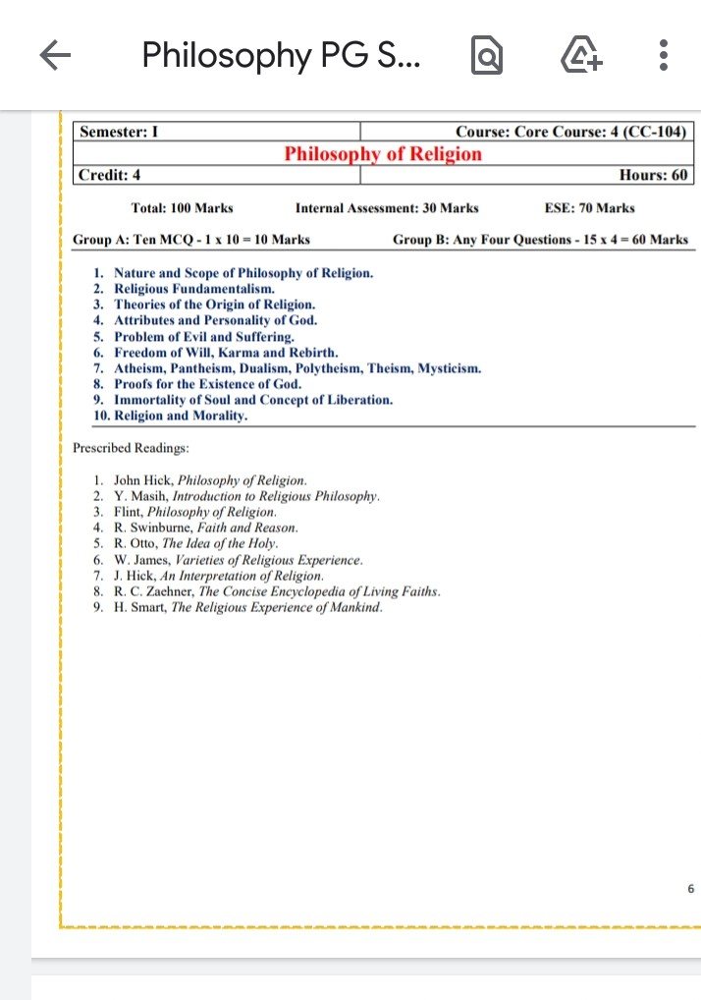 Philosophy PG S...
Semester: I Course: Core Course: 4 (CC-104)
Philosophy of Religion
Credit: 4 Hours: 60
Total: 100 Marks Internal Assessment: 30 Marks ESE: 70 Marks
Group A: Ten MCQ - 1 x 10 = 10 Marks Group B: Any Four Questions - 15 x 4 = 60 Marks
1. Nature and Scope of Philosophy of Religion.
2. Religious Fundamentalism.
3. Theories of the Origin of Religion.
4. Attributes and Personality of God.
5. Problem of Evil and Suffering.
6. Freedom of Will, Karma and Rebirth.
7. Atheism, Pantheism, Dualism, Polytheism, Theism, Mysticism.
8. Proofs for the Existence of God.
9. Immortality of Soul and Concept of Liberation.
10. Religion and Morality.
Prescribed Readings:
1. John Hick, Philosophy of Religion.
2. Y. Masih, Introduction to Religious Philosophy.
3. Flint, Philosophy of Religion.
4. R. Swinburne, Faith and Reason.
5. R. Otto, The Idea of the Holy.
6. W. James, Varieties of Religious Experience.
7. J. Hick, An Interpretation of Religion.
8. R. C. Zaehner, The Concise Encyclopedia of Living Faiths.
9. H. Smart, The Religious Experience of Mankind.
6